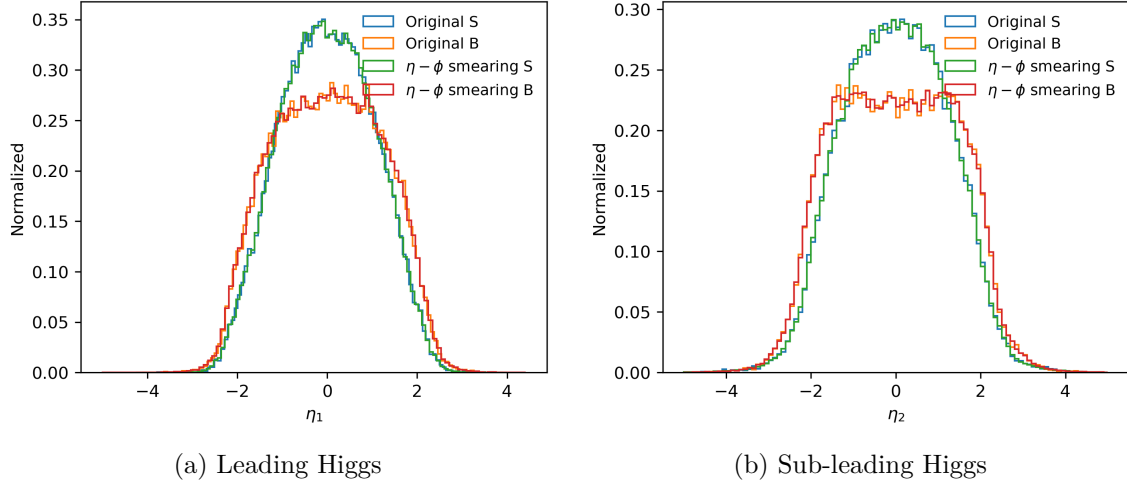 0.35
0.30
0.25
0.20
0.15
0.10
0.05
0.00
Normalized
−4 −2 0 2 4
η1
Original S
Original B
η − ϕ smearing S
η − ϕ smearing B
(a) Leading Higgs
0.30
0.25
0.20
0.15
0.10
0.05
0.00
Normalized
−4 −2 0 2 4
η2
Original S
Original B
η − ϕ smearing S
η − ϕ smearing B
(b) Sub-leading Higgs